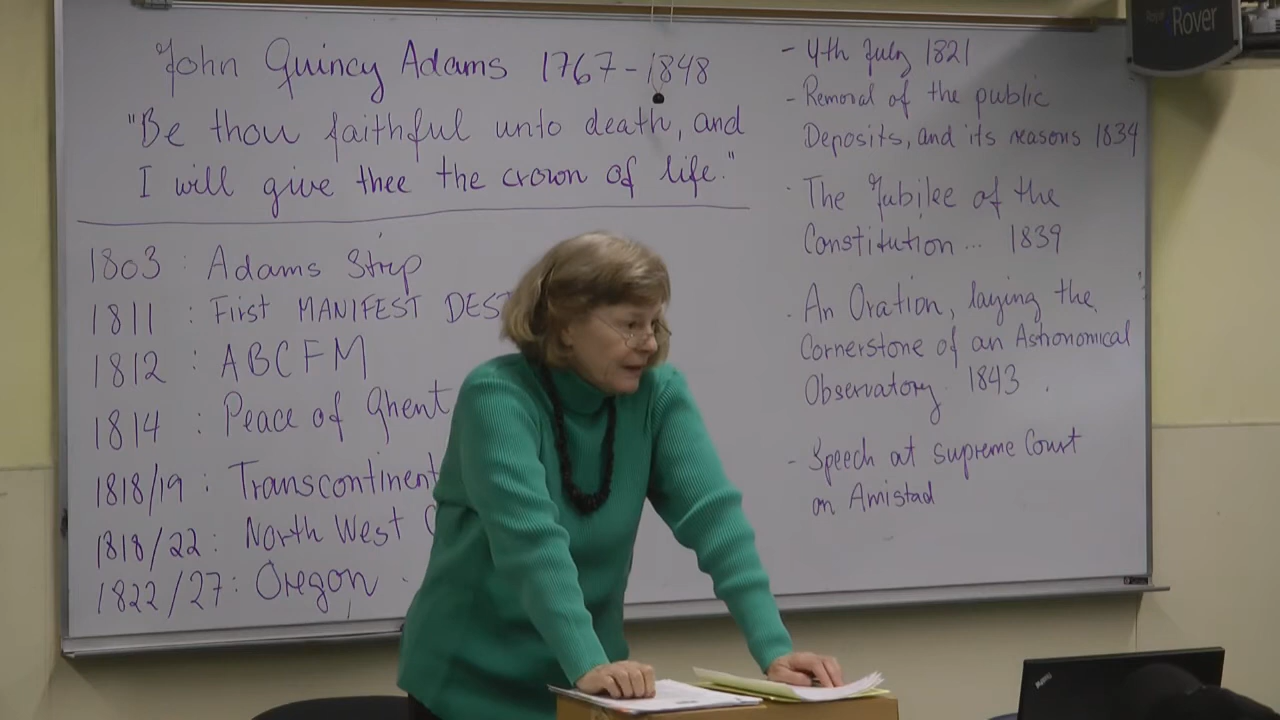 John Quincy Adams 1767-1848
"Be thou faithful unto death, and
I will give thee the crown of life."
1803 : Adams Strip
1811 : First MANIFEST DEST
1812 : ABCFM
1814 : Peace of Ghent
1818/19 : Transcontinent
1818/22 : North West
1822/27 : Oregon
- 4th July 1821
- Removal of the public
Deposits, and its reasons 1834
· The Jubilee of the
Constitution... 1839
· An Oration, laying the
Cornerstone of an Astronomical
Observatory 1843 .
- Speech at supreme Court
on Amistad
Rover